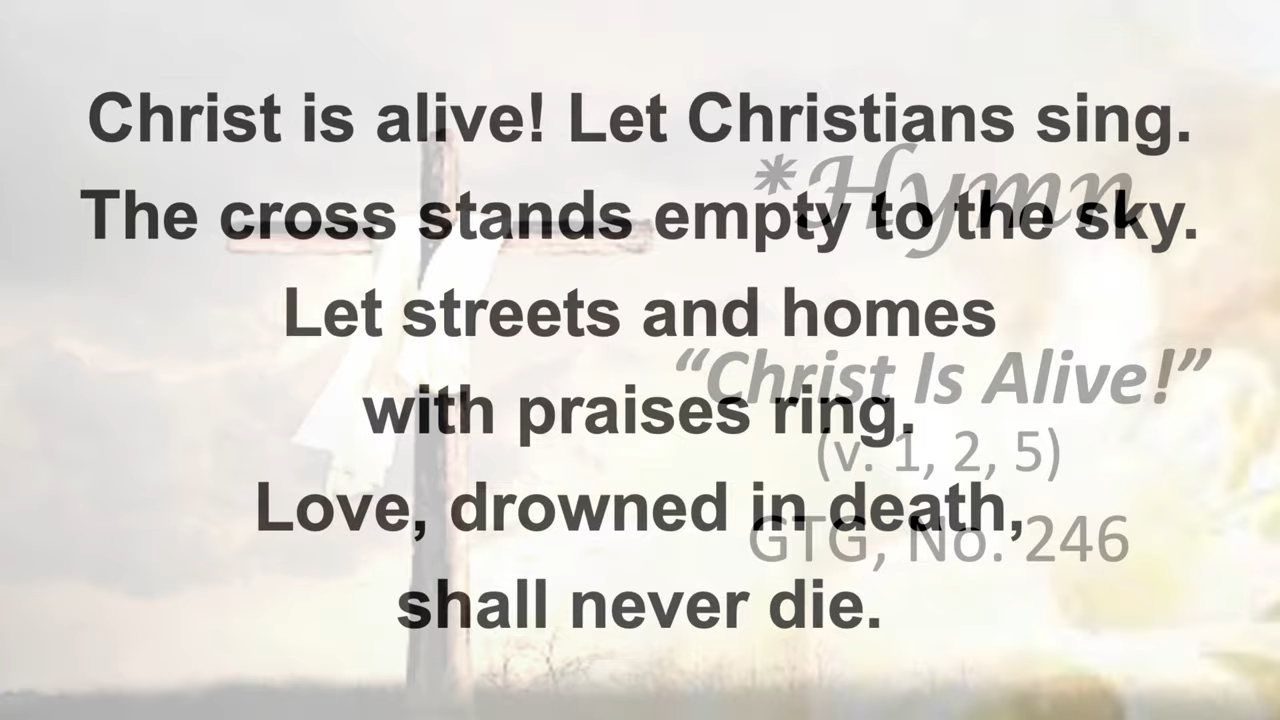 Christ is alive! Let Christians sing.
The cross stands empty to the sky.
Let streets and homes
with praises ring.
Love, drowned in death,
shall never die.
*Hymn
“Christ Is Alive!”
(v. 1, 2, 5)
GTG, No. 246